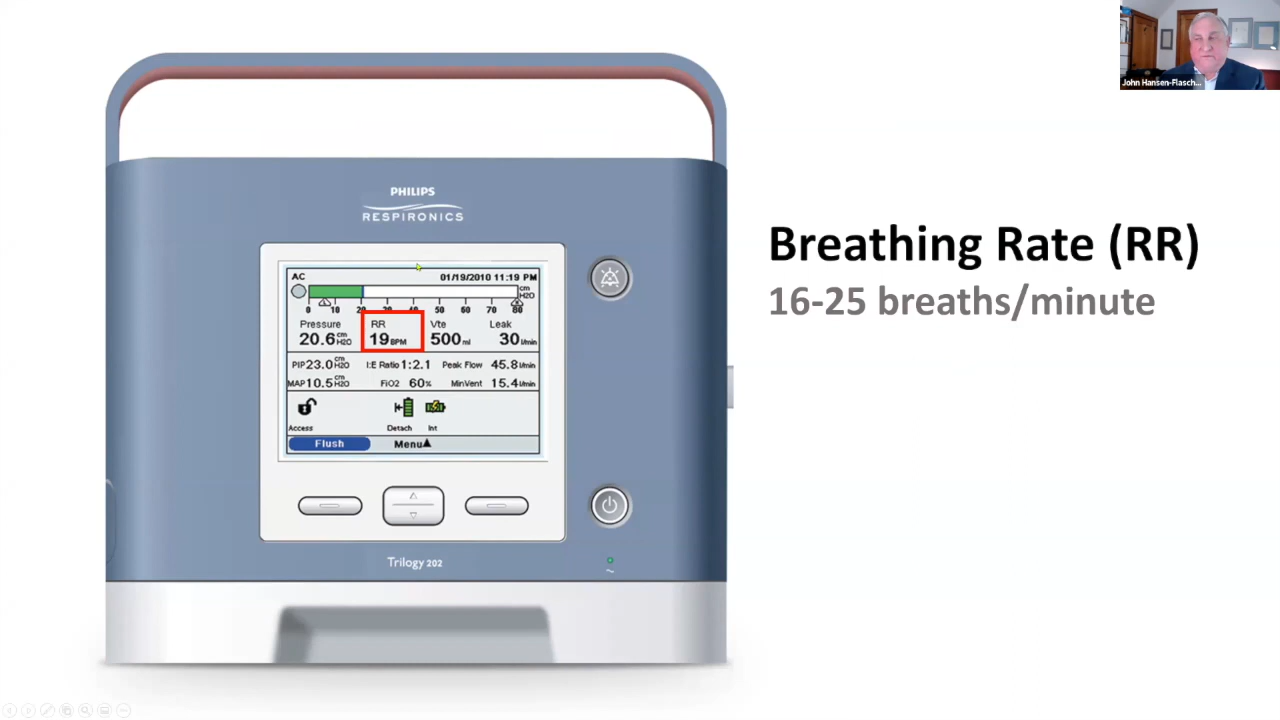 John Hansen-Flasch...
PHILIPS
RESPIRONICS
Breathing Rate (RR)
16-25 breaths/minute
AC 01/19/2010 11:19 PM
cm
H2O
0 10 20 30 40 50 60 70 80
Pressure RR Vte Leak
20.6 cm H2O 19 BPM 500 ml 30 l/min
PIP 23.0 cm H2O I:E Ratio 1:2.1 Peak Flow 45.8 l/min
MAP 10.5 cm H2O FiO2 60% MinVent 15.4 l/min
Access Detach Int
Flush Menu
Trilogy 202